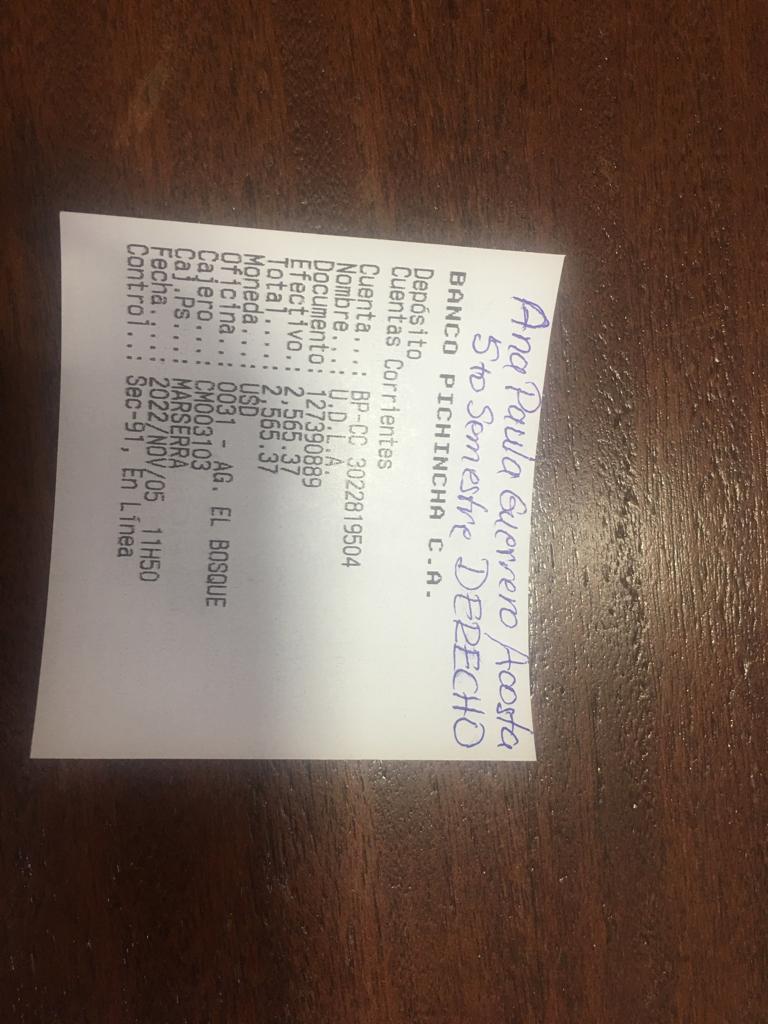 Ana Paula Guerrero Acosta
5to Semestre DERECHO
BANCO PICHINCHA C.A.
Depósito
Cuentas Corrientes
Cuenta...: BP-CC 3022819504
Nombre...: U.D.L.A.
Documento: 127390889
Efectivo.: 2,565.37
Total....: 2,565.37
Moneda...: USD
Oficina..: 0031 - AG. EL BOSQUE
Cajero...: CM003103
Caj.Ps...: MARSERRA
Fecha....: 2022/NOV/05 11H50
Control..: Sec-91, En Línea